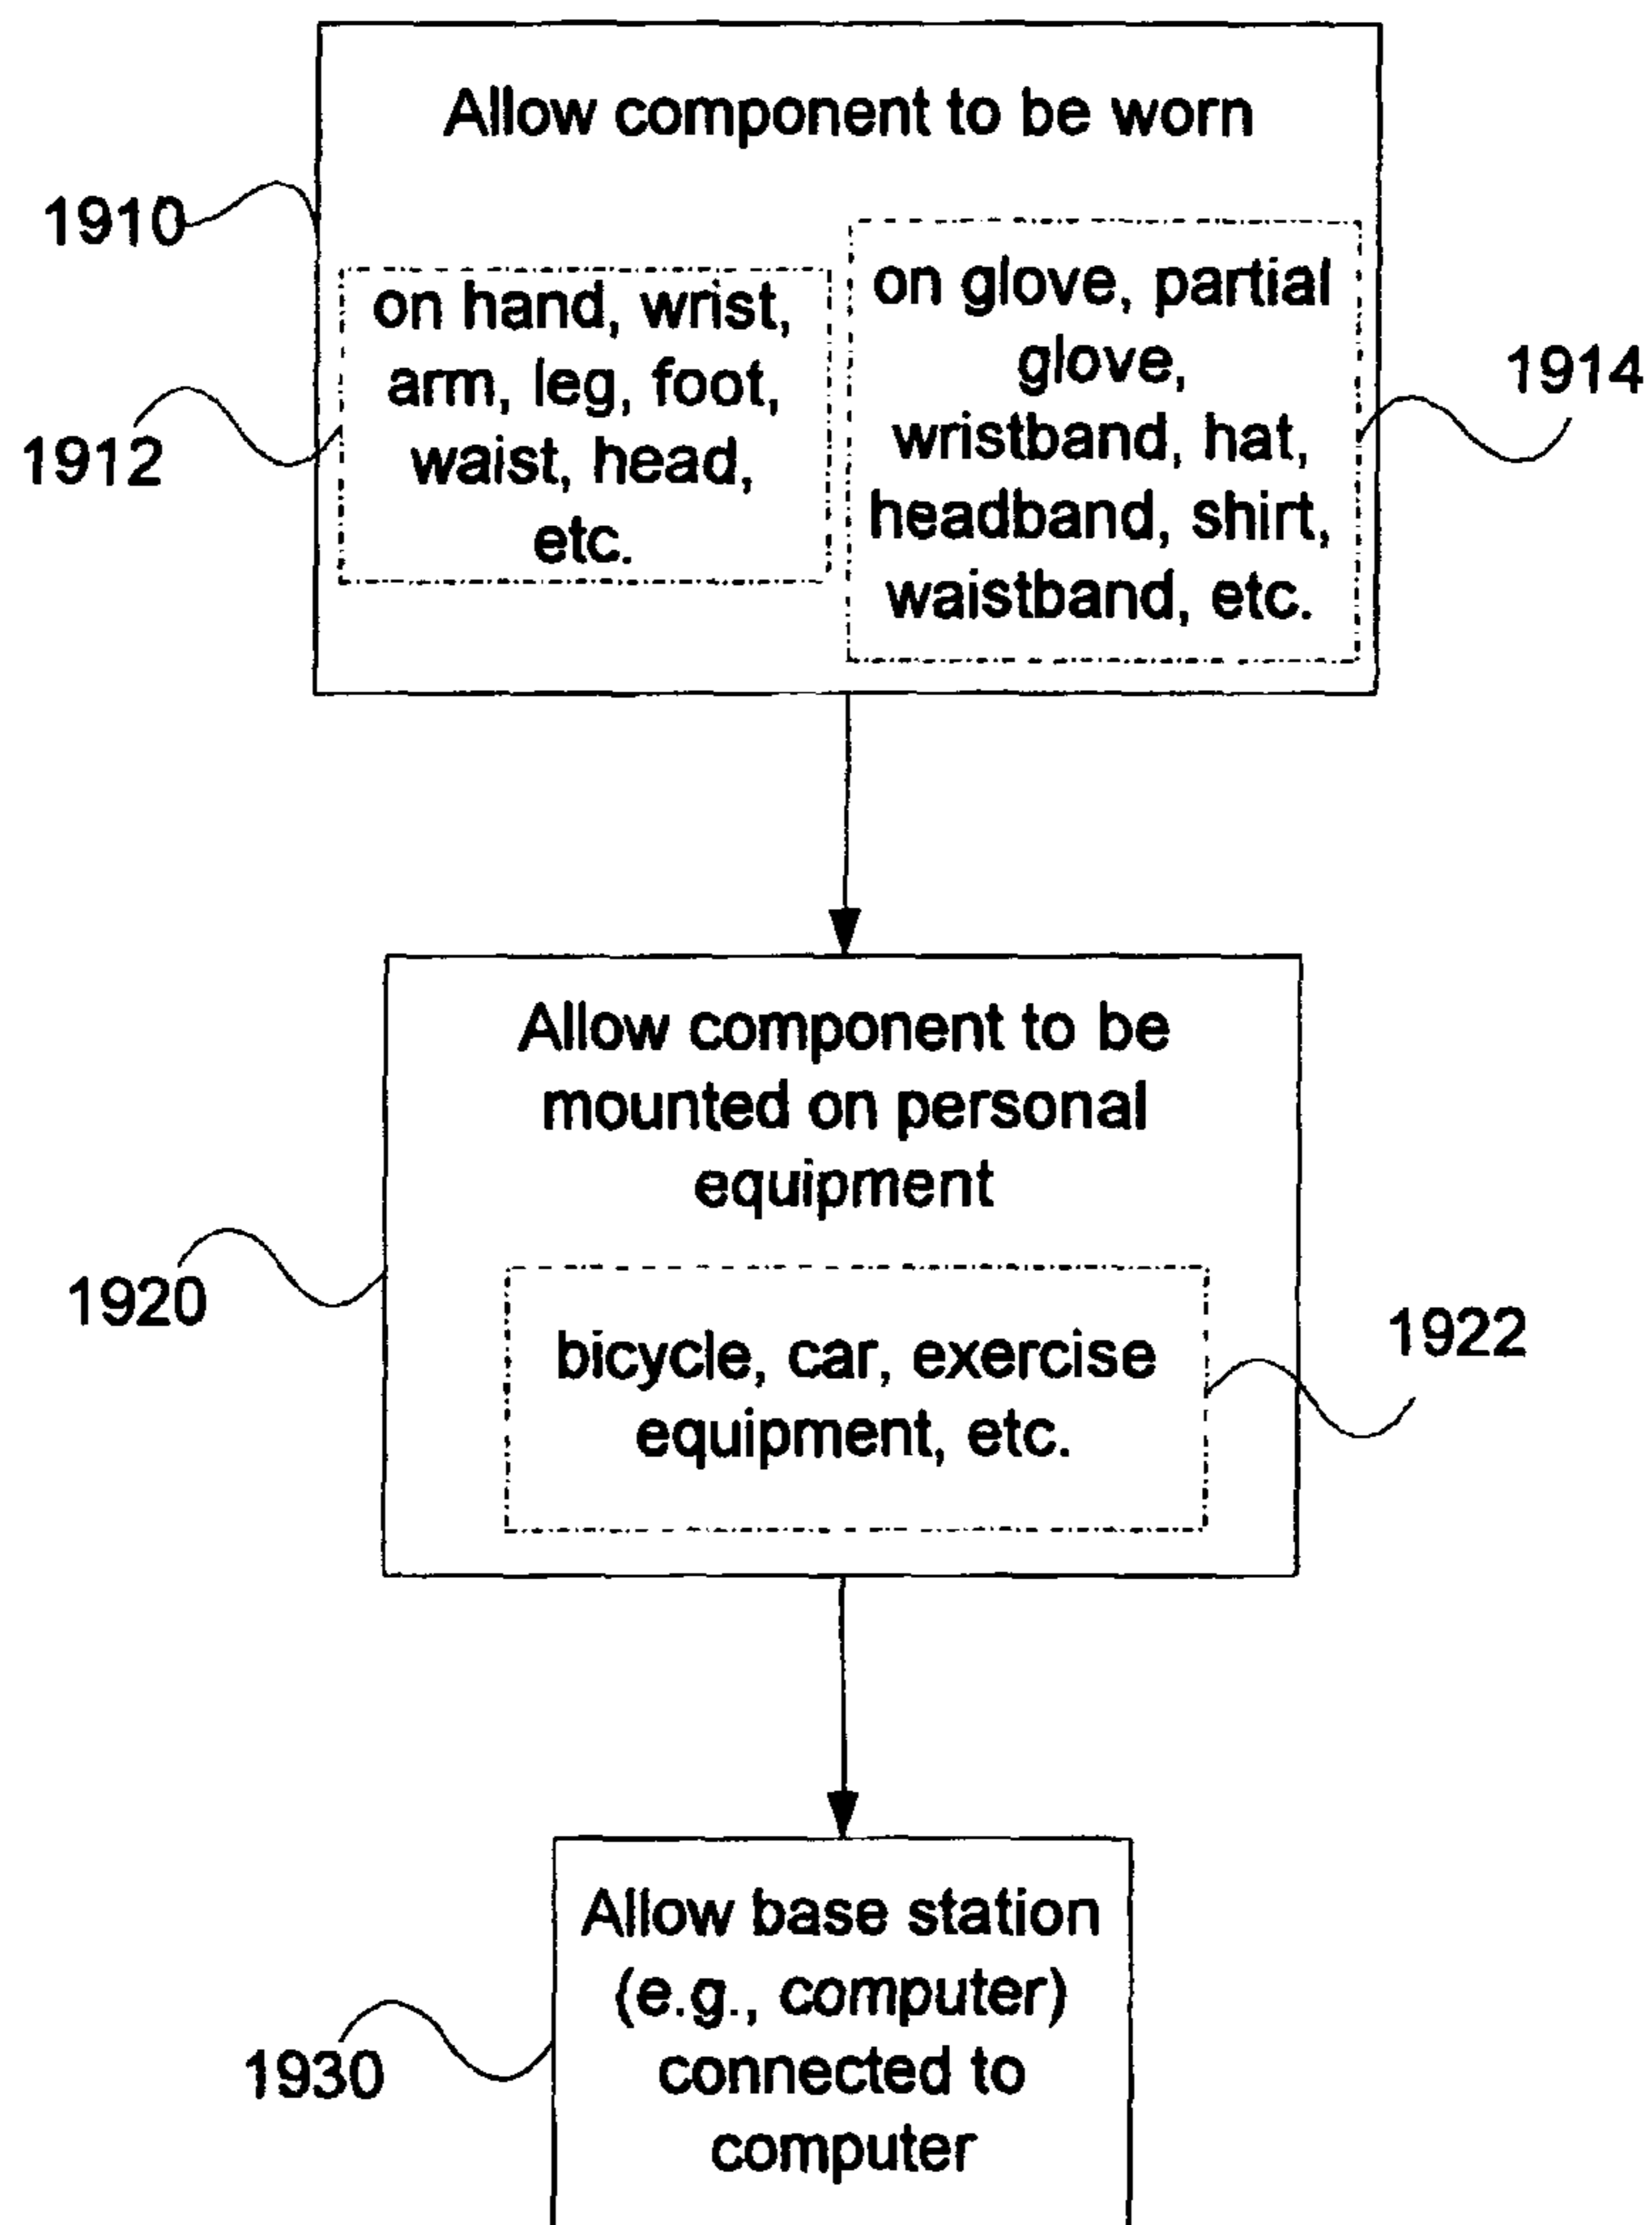 Allow component to be worn
1910
on hand, wrist,
arm, leg, foot,
waist, head,
etc.
1912
on glove, partial
glove,
wristband, hat,
headband, shirt,
waistband, etc.
1914
Allow component to be
mounted on personal
equipment
1920
bicycle, car, exercise
equipment, etc.
1922
Allow base station
(e.g., computer)
connected to
computer
1930